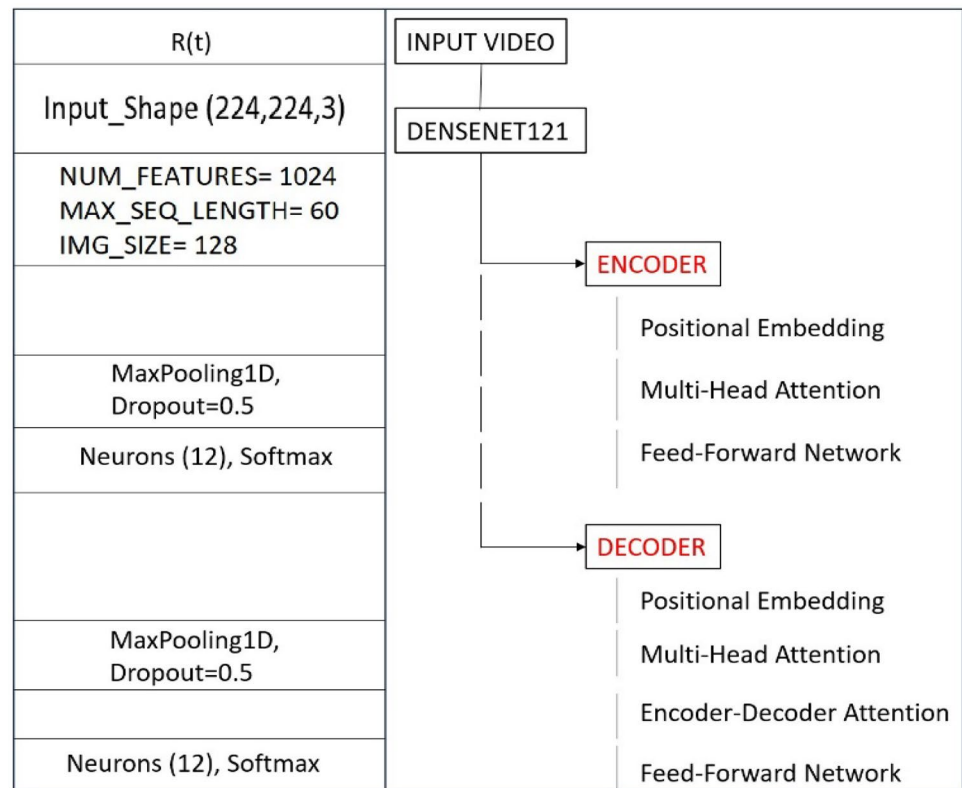 R(t)
INPUT VIDEO
Input_Shape (224,224,3)
DENSENET121
NUM_FEATURES= 1024
MAX_SEQ_LENGTH= 60
IMG_SIZE= 128
ENCODER
Positional Embedding
MaxPooling1D,
Dropout=0.5
Multi-Head Attention
Neurons (12), Softmax
Feed-Forward Network
DECODER
Positional Embedding
MaxPooling1D,
Dropout=0.5
Multi-Head Attention
Encoder-Decoder Attention
Neurons (12), Softmax
Feed-Forward Network